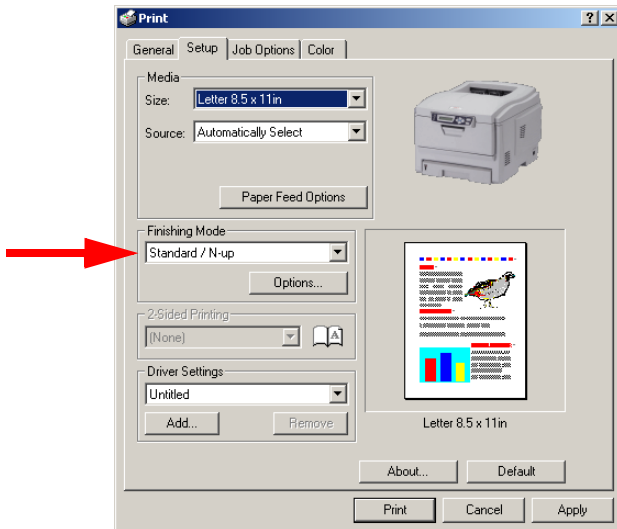 Print
General Setup Job Options Color
Media
Size: Letter 8.5 x 11in
Source: Automatically Select
Paper Feed Options
Finishing Mode
Standard / N-up
Options...
2-Sided Printing
(None)
A
Driver Settings
Untitled
Add... Remove
Letter 8.5 x 11in
About... Default
Print Cancel Apply